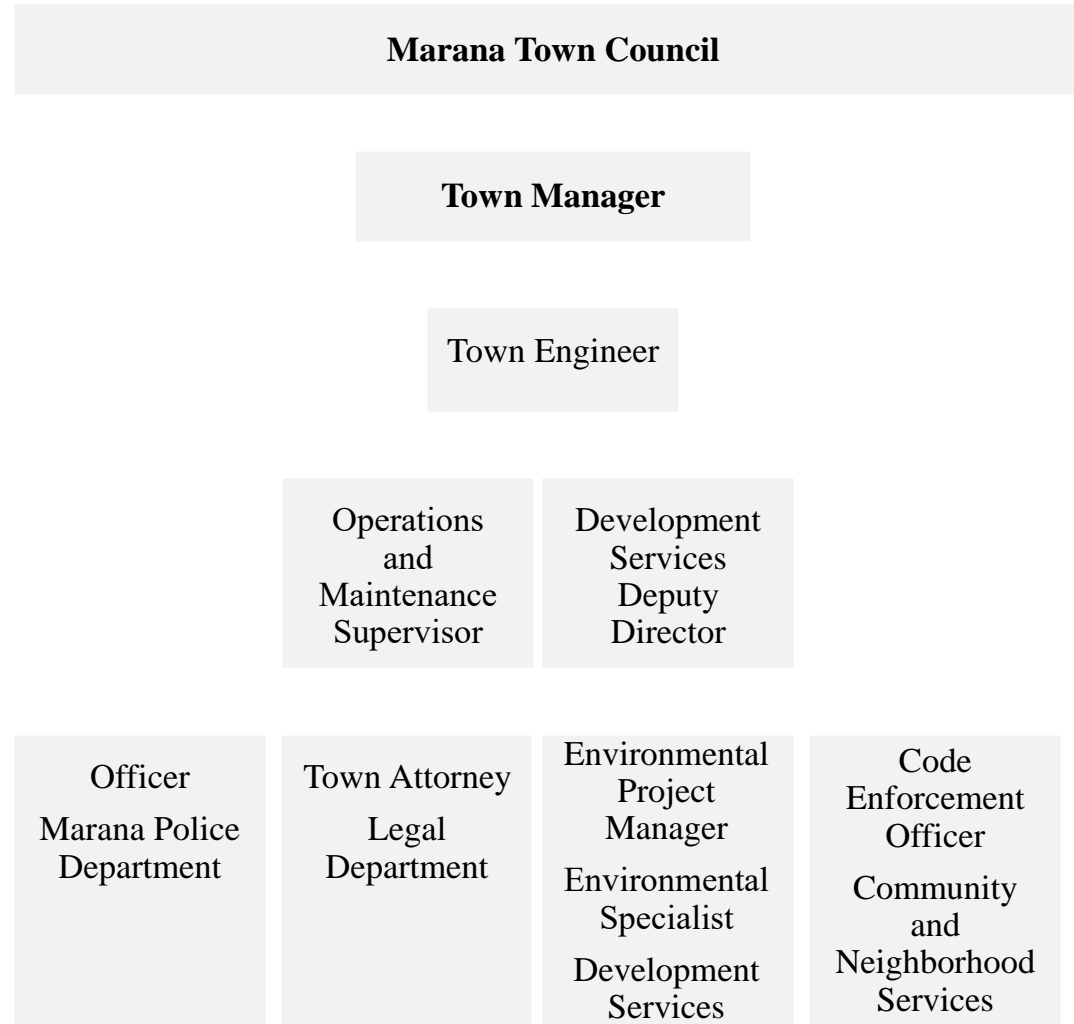 Marana Town Council
Town Manager
Town Engineer
Operations
and
Maintenance
Supervisor
Development
Services
Deputy
Director
Officer
Marana Police
Department
Town Attorney
Legal
Department
Environmental
Project
Manager
Environmental
Specialist
Development
Services
Code
Enforcement
Officer
Community
and
Neighborhood
Services